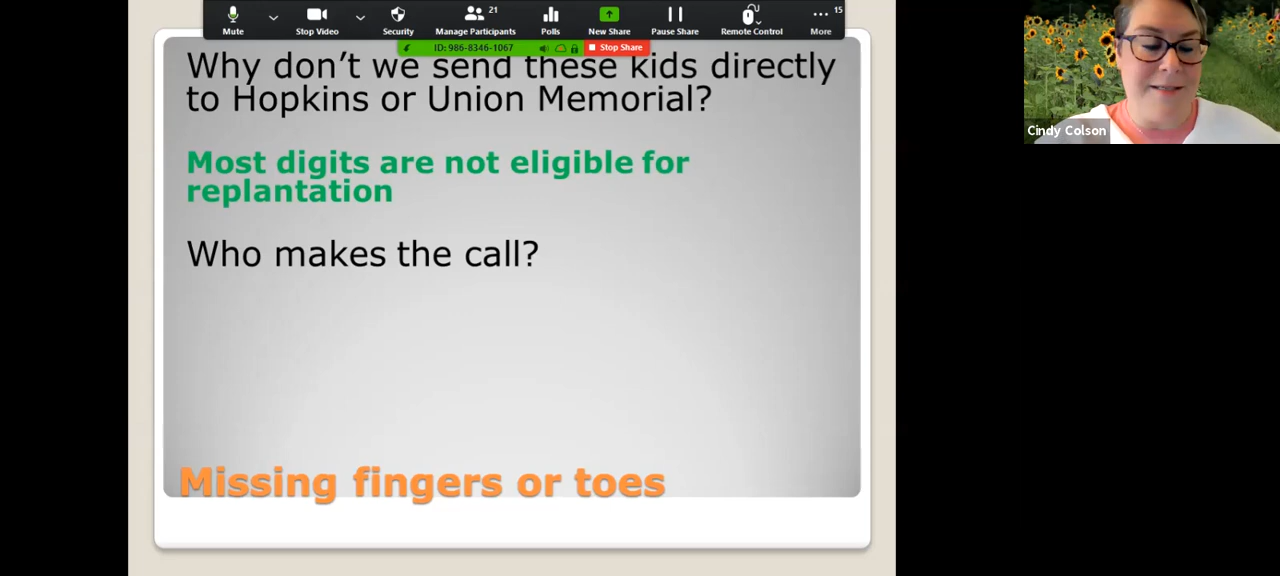 21
15
Mute
Stop Video
Security
Manage Participants
Polls
New Share
Pause Share
Remote Control
More
ID: 986-8346-1067
Stop Share
Why don't we send these kids directly
to Hopkins or Union Memorial?
Most digits are not eligible for
replantation
Who makes the call?
Missing fingers or toes
Cindy Colson